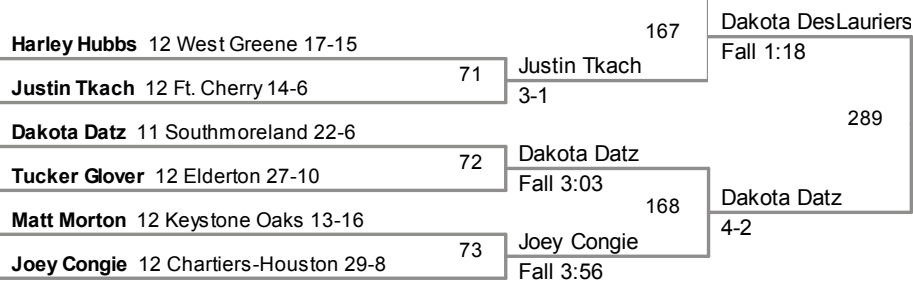 Harley Hubbs 12 West Greene 17-15
Justin Tkach 12 Ft. Cherry 14-6
Dakota Datz 11 Southmoreland 22-6
Tucker Glover 12 Elderton 27-10
Matt Morton 12 Keystone Oaks 13-16
Joey Congie 12 Chartiers-Houston 29-8
71
72
73
Justin Tkach
3-1
Dakota Datz
Fall 3:03
Joey Congie
Fall 3:56
167
168
Dakota DesLauriers
Fall 1:18
Dakota Datz
4-2
289